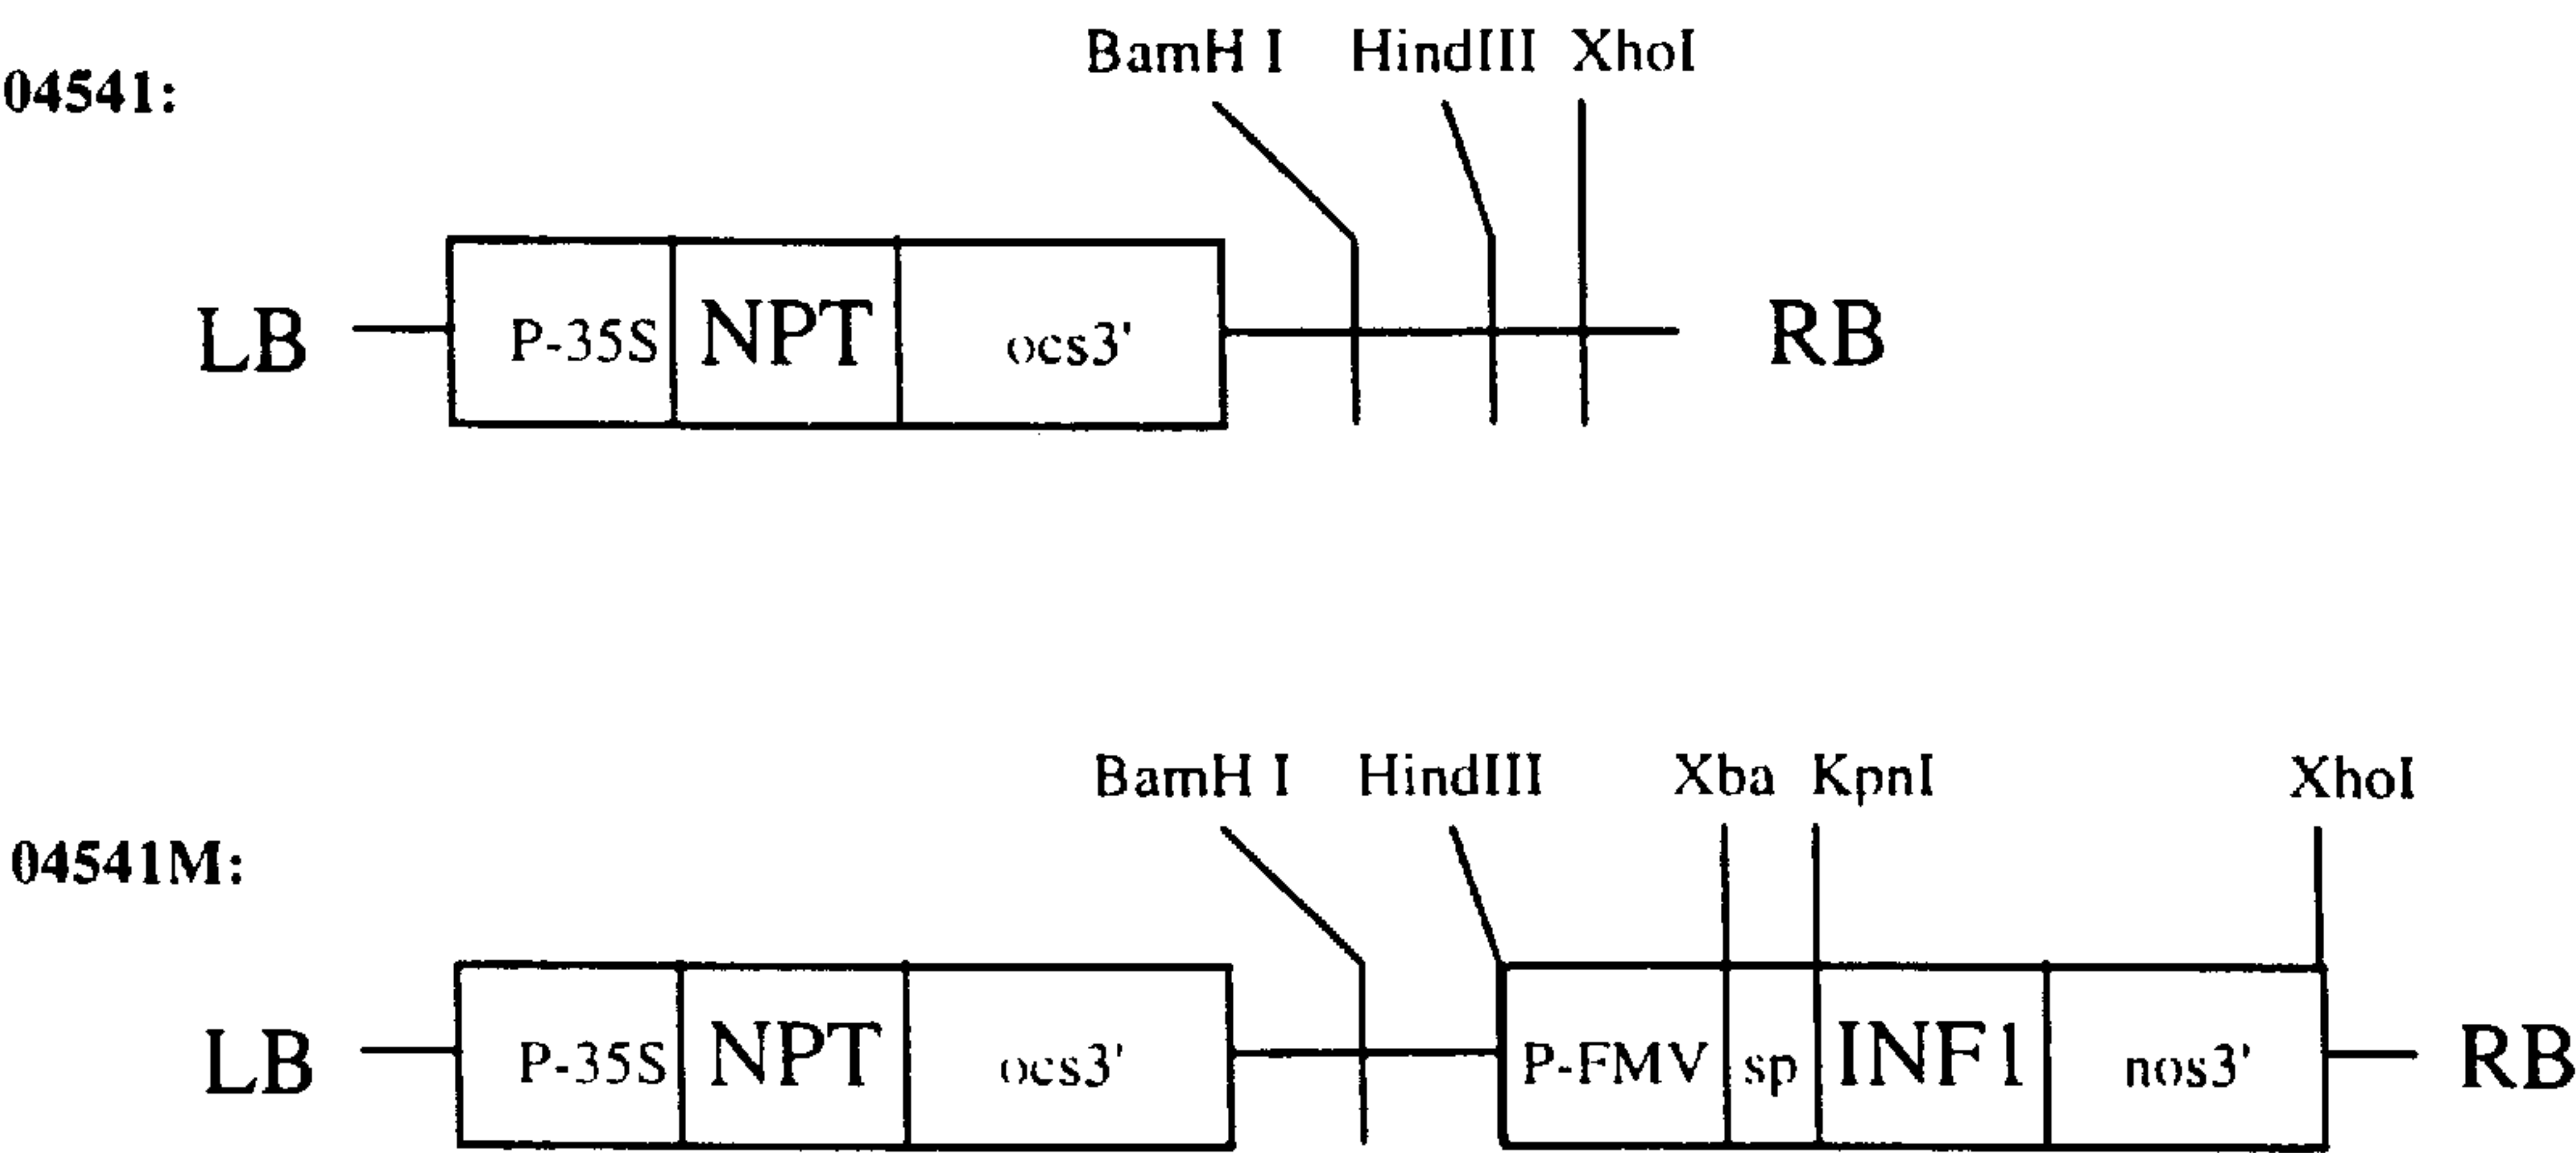 04541:
BamH I HindIII XhoI
LB P-35S NPT ocs3' RB
04541M:
BamH I HindIII Xba KpnI XhoI
LB P-35S NPT ocs3' P-FMV sp INF1 nos3' RB